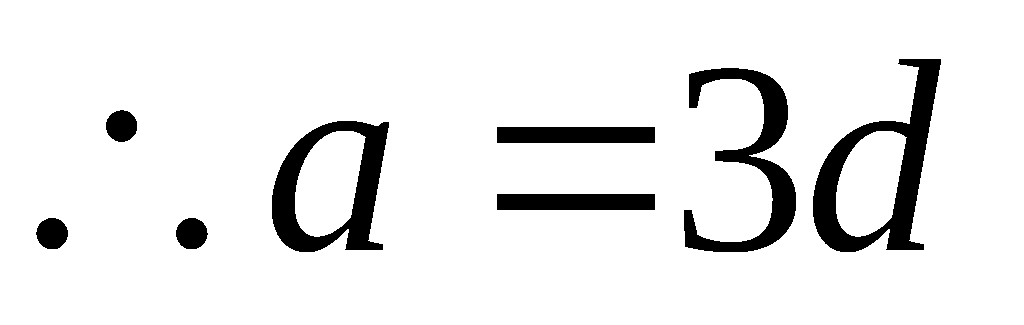 ∴a =3d